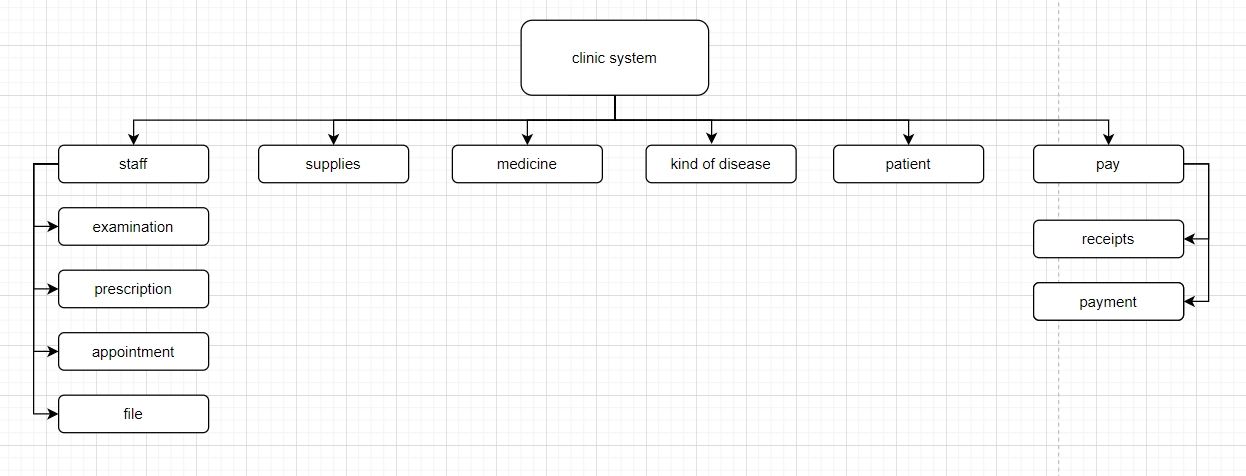 clinic system
staff
supplies
medicine
kind of disease
patient
pay
examination
receipts
prescription
payment
appointment
file